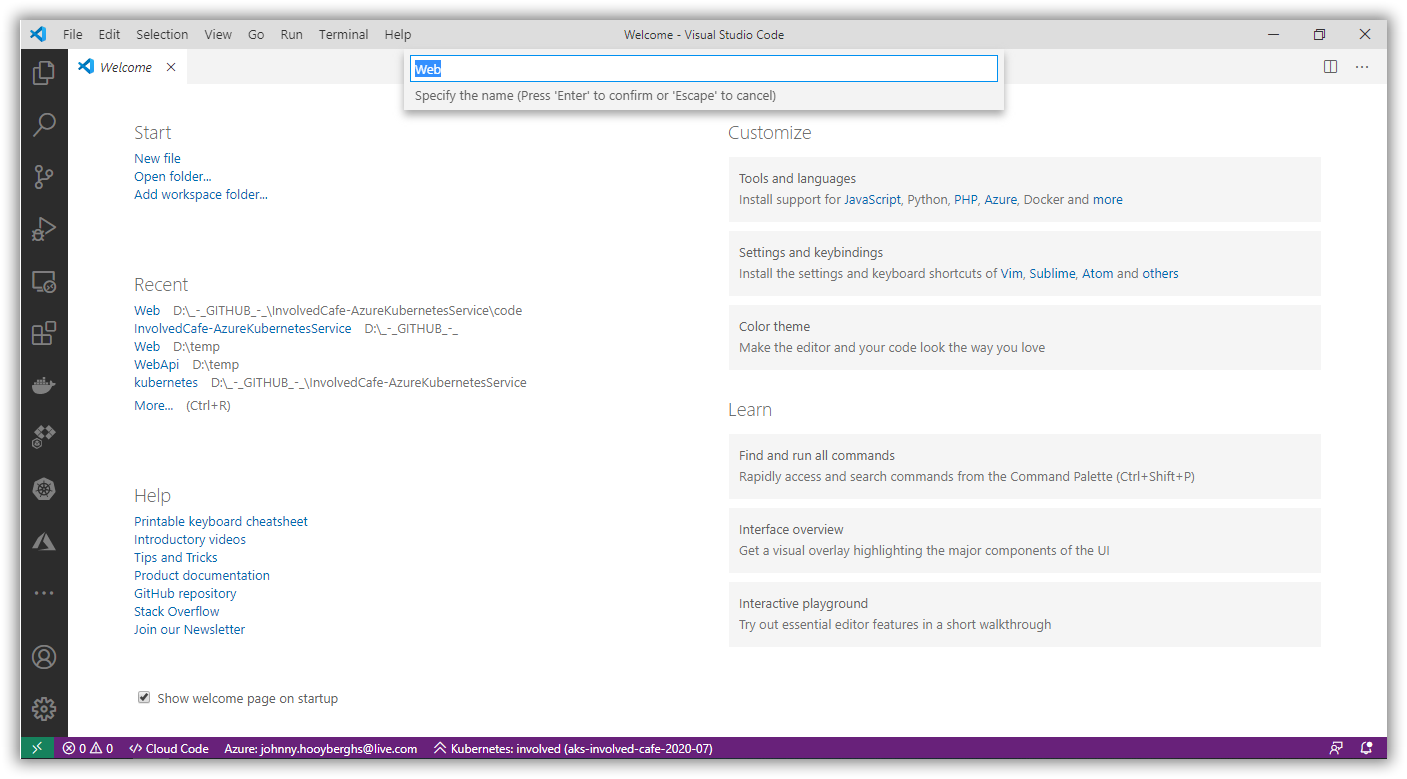 File Edit Selection View Go Run Terminal Help
Welcome - Visual Studio Code
Welcome
Web
Specify the name (Press 'Enter' to confirm or 'Escape' to cancel)
Start
New file
Open folder...
Add workspace folder...
Recent
Web D:\_-_GITHUB_-_\InvolvedCafe-AzureKubernetesService\code
InvolvedCafe-AzureKubernetesService D:\_-_GITHUB_-_
Web D:\temp
WebApi D:\temp
kubernetes D:\_-_GITHUB_-_\InvolvedCafe-AzureKubernetesService
More... (Ctrl+R)
Help
Printable keyboard cheatsheet
Introductory videos
Tips and Tricks
Product documentation
GitHub repository
Stack Overflow
Join our Newsletter
Show welcome page on startup
Customize
Tools and languages
Install support for JavaScript, Python, PHP, Azure, Docker and more
Settings and keybindings
Install the settings and keyboard shortcuts of Vim, Sublime, Atom and others
Color theme
Make the editor and your code look the way you love
Learn
Find and run all commands
Rapidly access and search commands from the Command Palette (Ctrl+Shift+P)
Interface overview
Get a visual overlay highlighting the major components of the UI
Interactive playground
Try out essential editor features in a short walkthrough
0 0 Cloud Code Azure: johnny.hooyberghs@live.com Kubernetes: involved (aks-involved-cafe-2020-07)